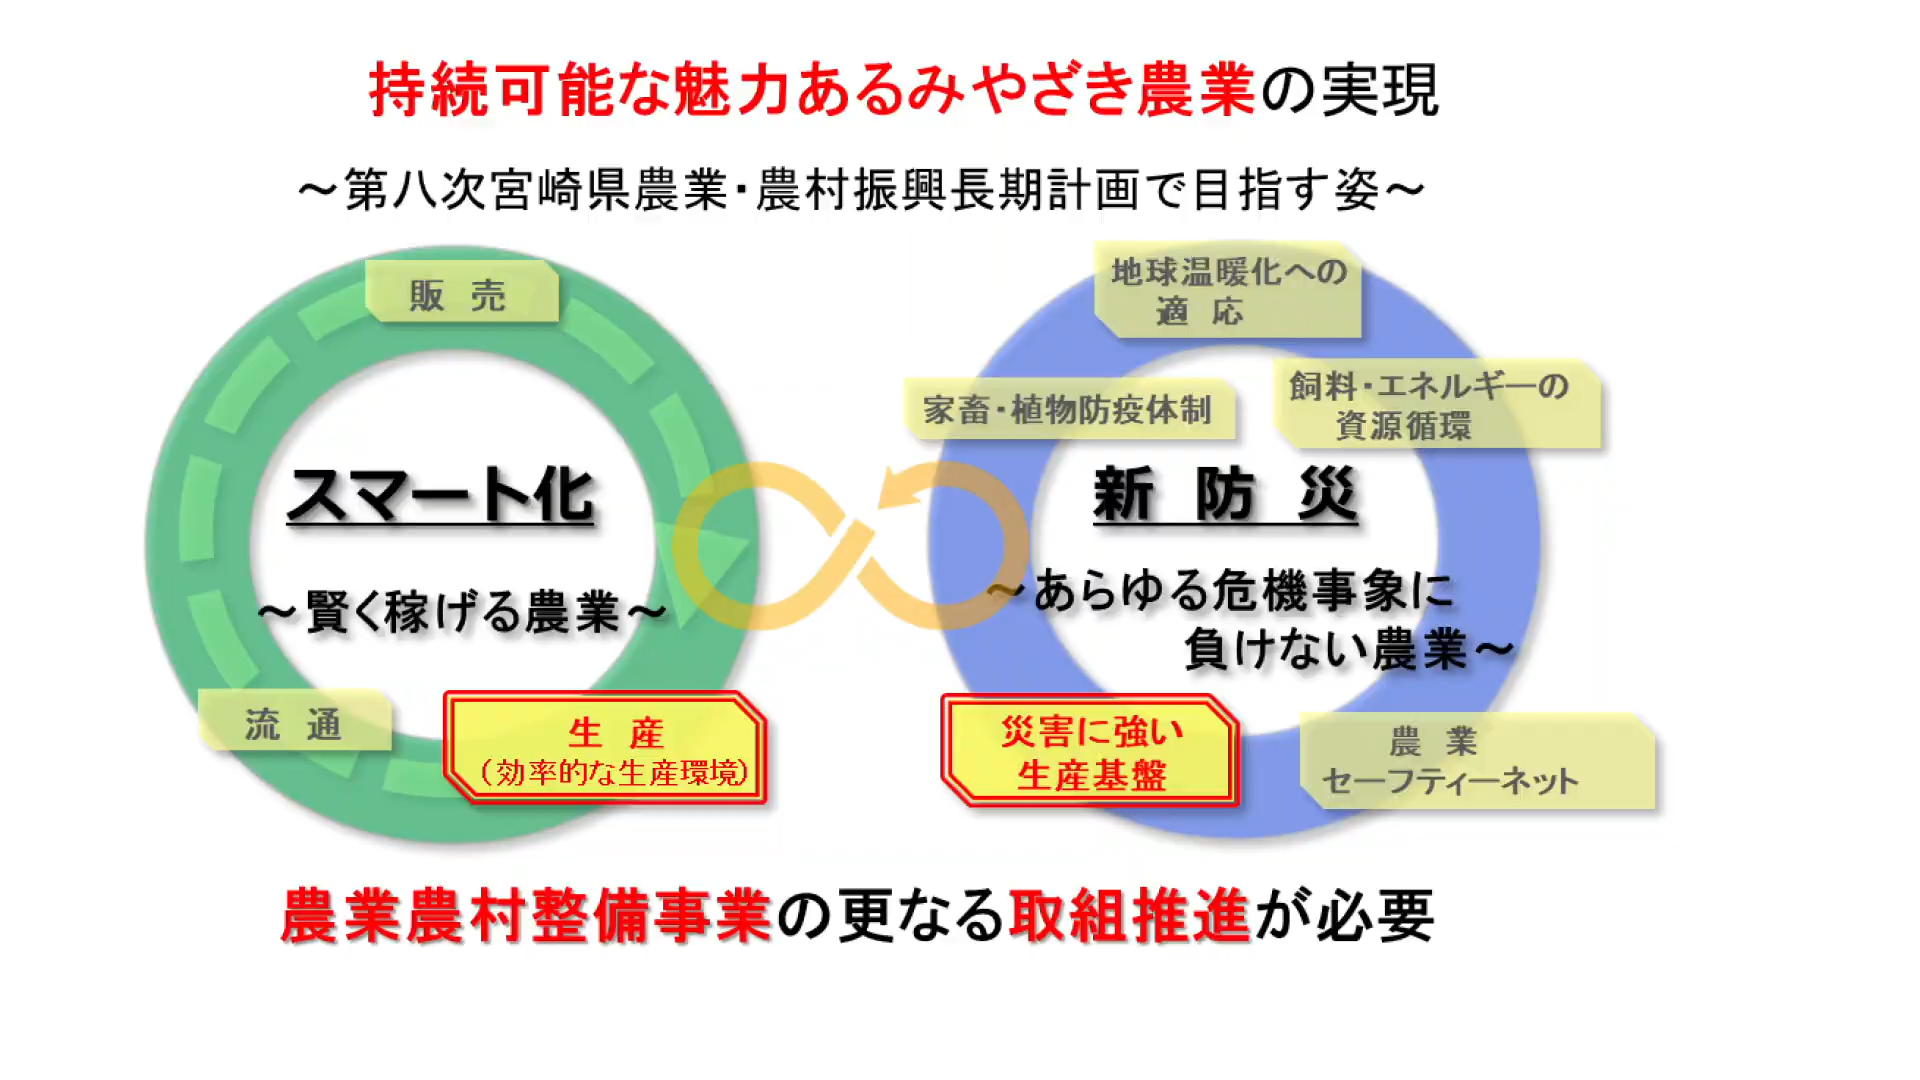 持続可能な魅力あるみやざき農業の実現
～第八次宮崎県農業・農村振興長期計画で目指す姿～
販　売
スマート化
～賢く稼げる農業～
流　通
生　産
（効率的な生産環境）
地球温暖化への
適　応
家畜・植物防疫体制
飼料・エネルギーの
資源循環
新　防　災
～あらゆる危機事象に
負けない農業～
災害に強い
生産基盤
農　業
セーフティーネット
農業農村整備事業の更なる取組推進が必要